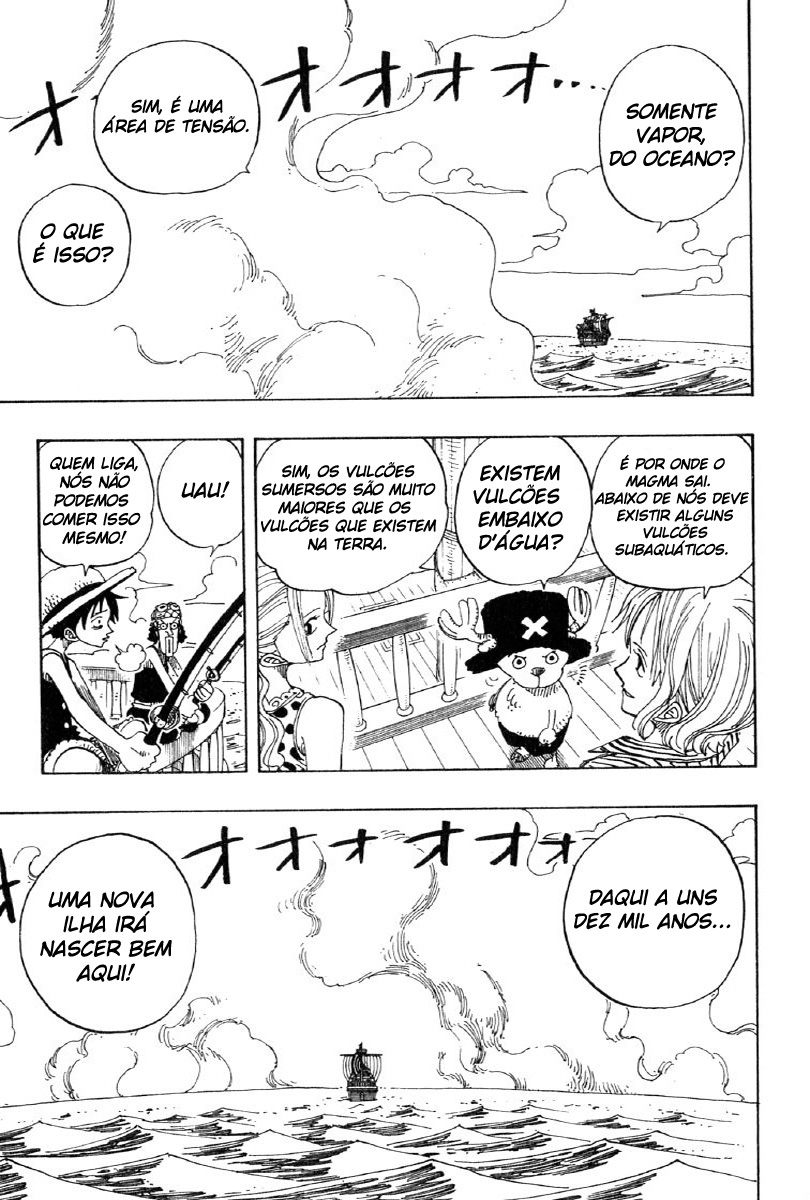 SOMENTE
VAPOR,
DO OCEANO?
オオオオオ...
SIM, É UMA
ÁREA DE TENSÃO.
O QUE
É ISSO?
É POR ONDE O
MAGMA SAI.
ABAIXO DE NÓS DEVE
EXISTIR ALGUNS
VULCÕES
SUBAQUÁTICOS.
EXISTEM
VULCÕES
EMBAIXO
D'ÁGUA?
SIM, OS VULCÕES
SUMERSOS SÃO MUITO
MAIORES QUE OS
VULCÕES QUE EXISTEM
NA TERRA.
UAU!
QUEM LIGA,
NÓS NÃO
PODEMOS
COMER ISSO
MESMO!
DAQUI A UNS
DEZ MIL ANOS...
オオオオオオ
UMA NOVA
ILHA IRÁ
NASCER BEM
AQUI!